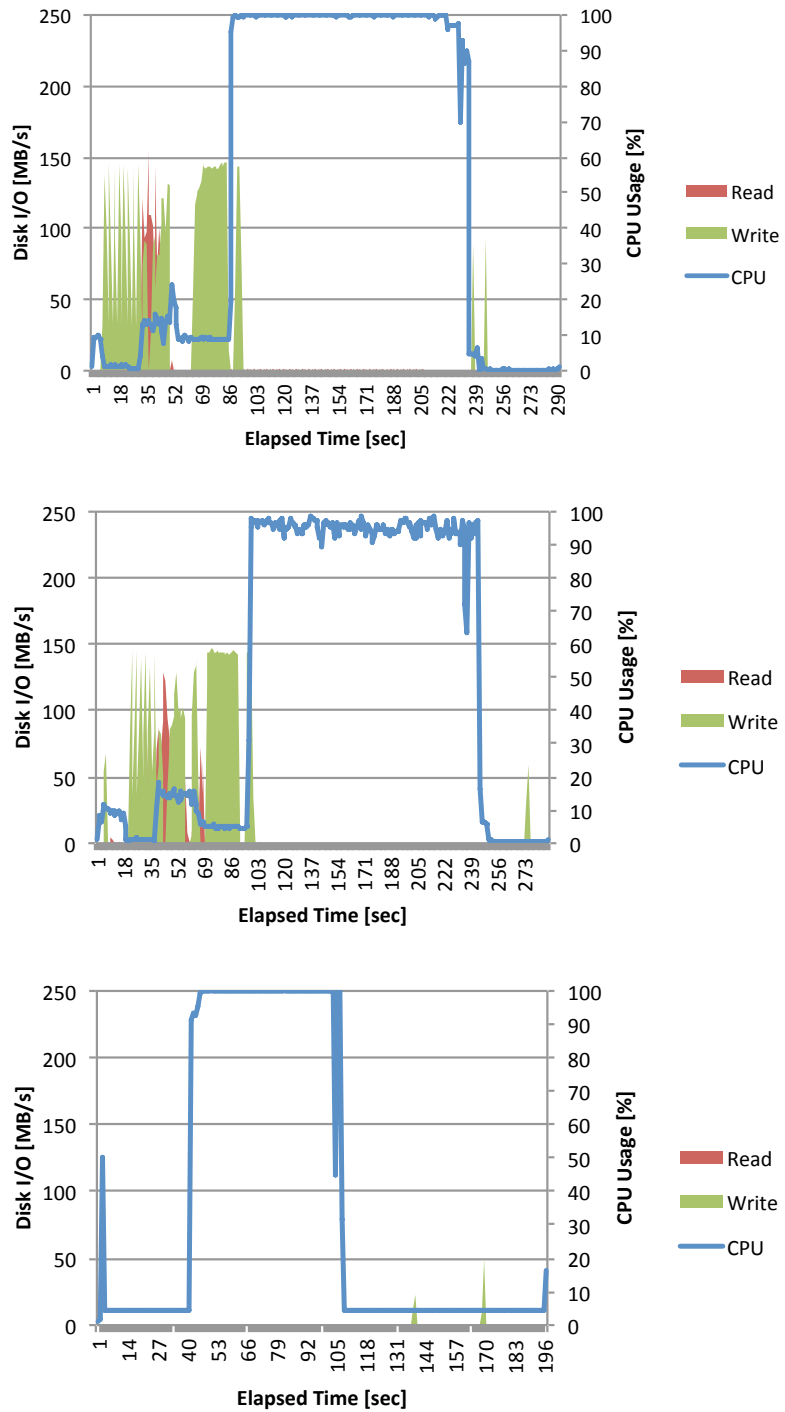 250
200
150
100
50
0
Disk I/O [MB/s]
100
90
80
70
60
50
40
30
20
10
0
CPU USage [%]
1 18 35 52 69 86 103 120 137 154 171 188 205 222 239 256 273 290
Elapsed Time [sec]
Read
Write
CPU
250
200
150
100
50
0
Disk I/O [MB/s]
100
90
80
70
60
50
40
30
20
10
0
CPU Usage [%]
1 18 35 52 69 86 103 120 137 154 171 188 205 222 239 256 273
Elapsed Time [sec]
Read
Write
CPU
250
200
150
100
50
0
Disk I/O [MB/s]
100
90
80
70
60
50
40
30
20
10
0
CPU Usage [%]
1 14 27 40 53 66 79 92 105 118 131 144 157 170 183 196
Elapsed Time [sec]
Read
Write
CPU